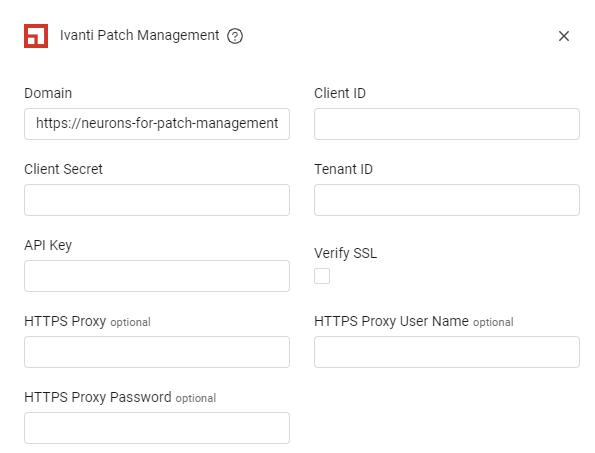 Ivanti Patch Management ?
Domain
Client ID
https://neurons-for-patch-management
Client Secret
Tenant ID
API Key
Verify SSL
HTTPS Proxy optional
HTTPS Proxy User Name optional
HTTPS Proxy Password optional